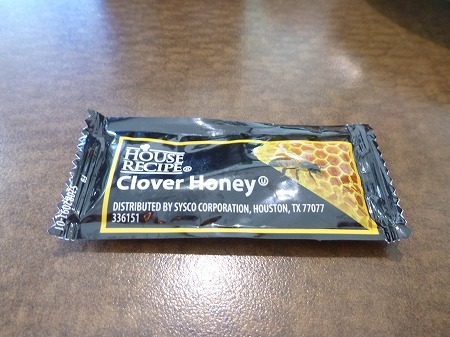 HOUSE
RECIPE®
Clover Honey Ⓤ
DISTRIBUTED BY SYSCO CORPORATION, HOUSTON, TX 77077
336151